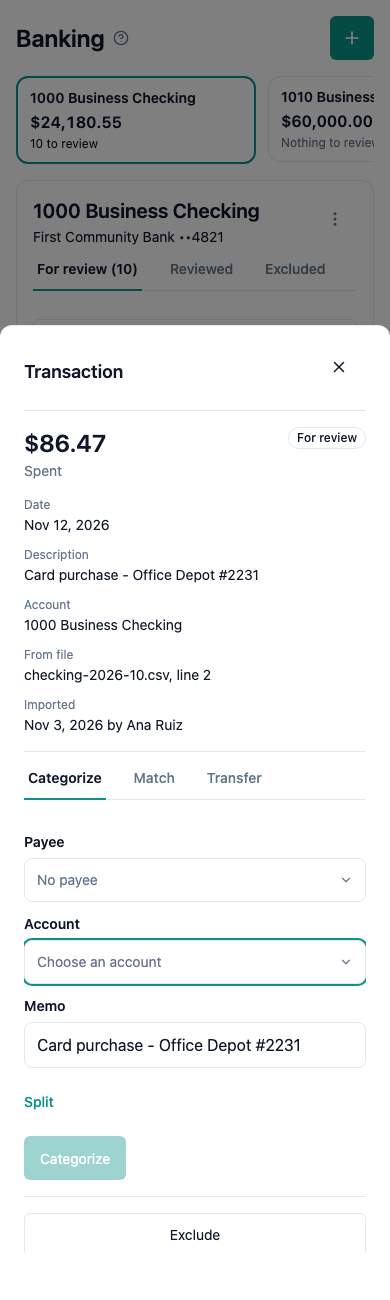 Banking
1000 Business Checking
$24,180.55
10 to review
1010 Business
$60,000.00
Nothing to review
1000 Business Checking
First Community Bank ••4821
For review (10)
Reviewed
Excluded
Transaction
$86.47
For review
Spent
Date
Nov 12, 2026
Description
Card purchase - Office Depot #2231
Account
1000 Business Checking
From file
checking-2026-10.csv, line 2
Imported
Nov 3, 2026 by Ana Ruiz
Categorize
Match
Transfer
Payee
No payee
Account
Choose an account
Memo
Card purchase - Office Depot #2231
Split
Categorize
Exclude